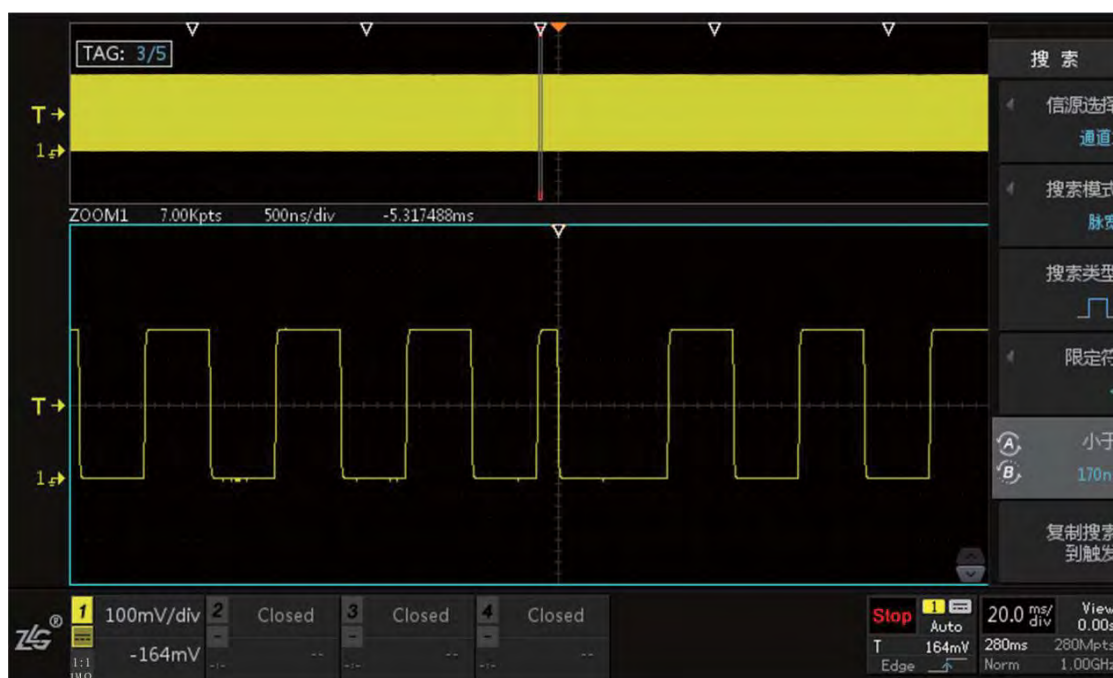 TAG: 3/5
搜 索
信源选择
通道
搜索模式
脉宽
搜索类型
限定符
小于
170n
复制搜索
到触发
T
1
ZOOM1 7.00Kpts 500ns/div -5.317488ms
T
1
A
B
ZLG®
1 100mV/div 2 Closed 3 Closed 4 Closed
-164mV -- -- --
1:1 -:- -:- -:-
1MΩ
Stop 1 Auto
T 164mV
Edge
20.0 ms/div View 0.00s
280ms 280Mpts
Norm 1.00GHz